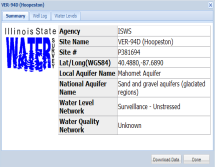 VER-94D (Hoopeston)
Summary Well Log Water Levels
Illinois State
WATER
SURVEY
Agency ISWS
Site Name VER-94D (Hoopeston)
Site # P381694
Lat/Long(WGS84) 40.4880,-87.6890
Local Aquifer Name Mahomet Aquifer
National Aquifer Name Sand and gravel aquifers (glaciated regions)
Water Level Network Surveillance - Unstressed
Water Quality Network Unknown
Download Data Close